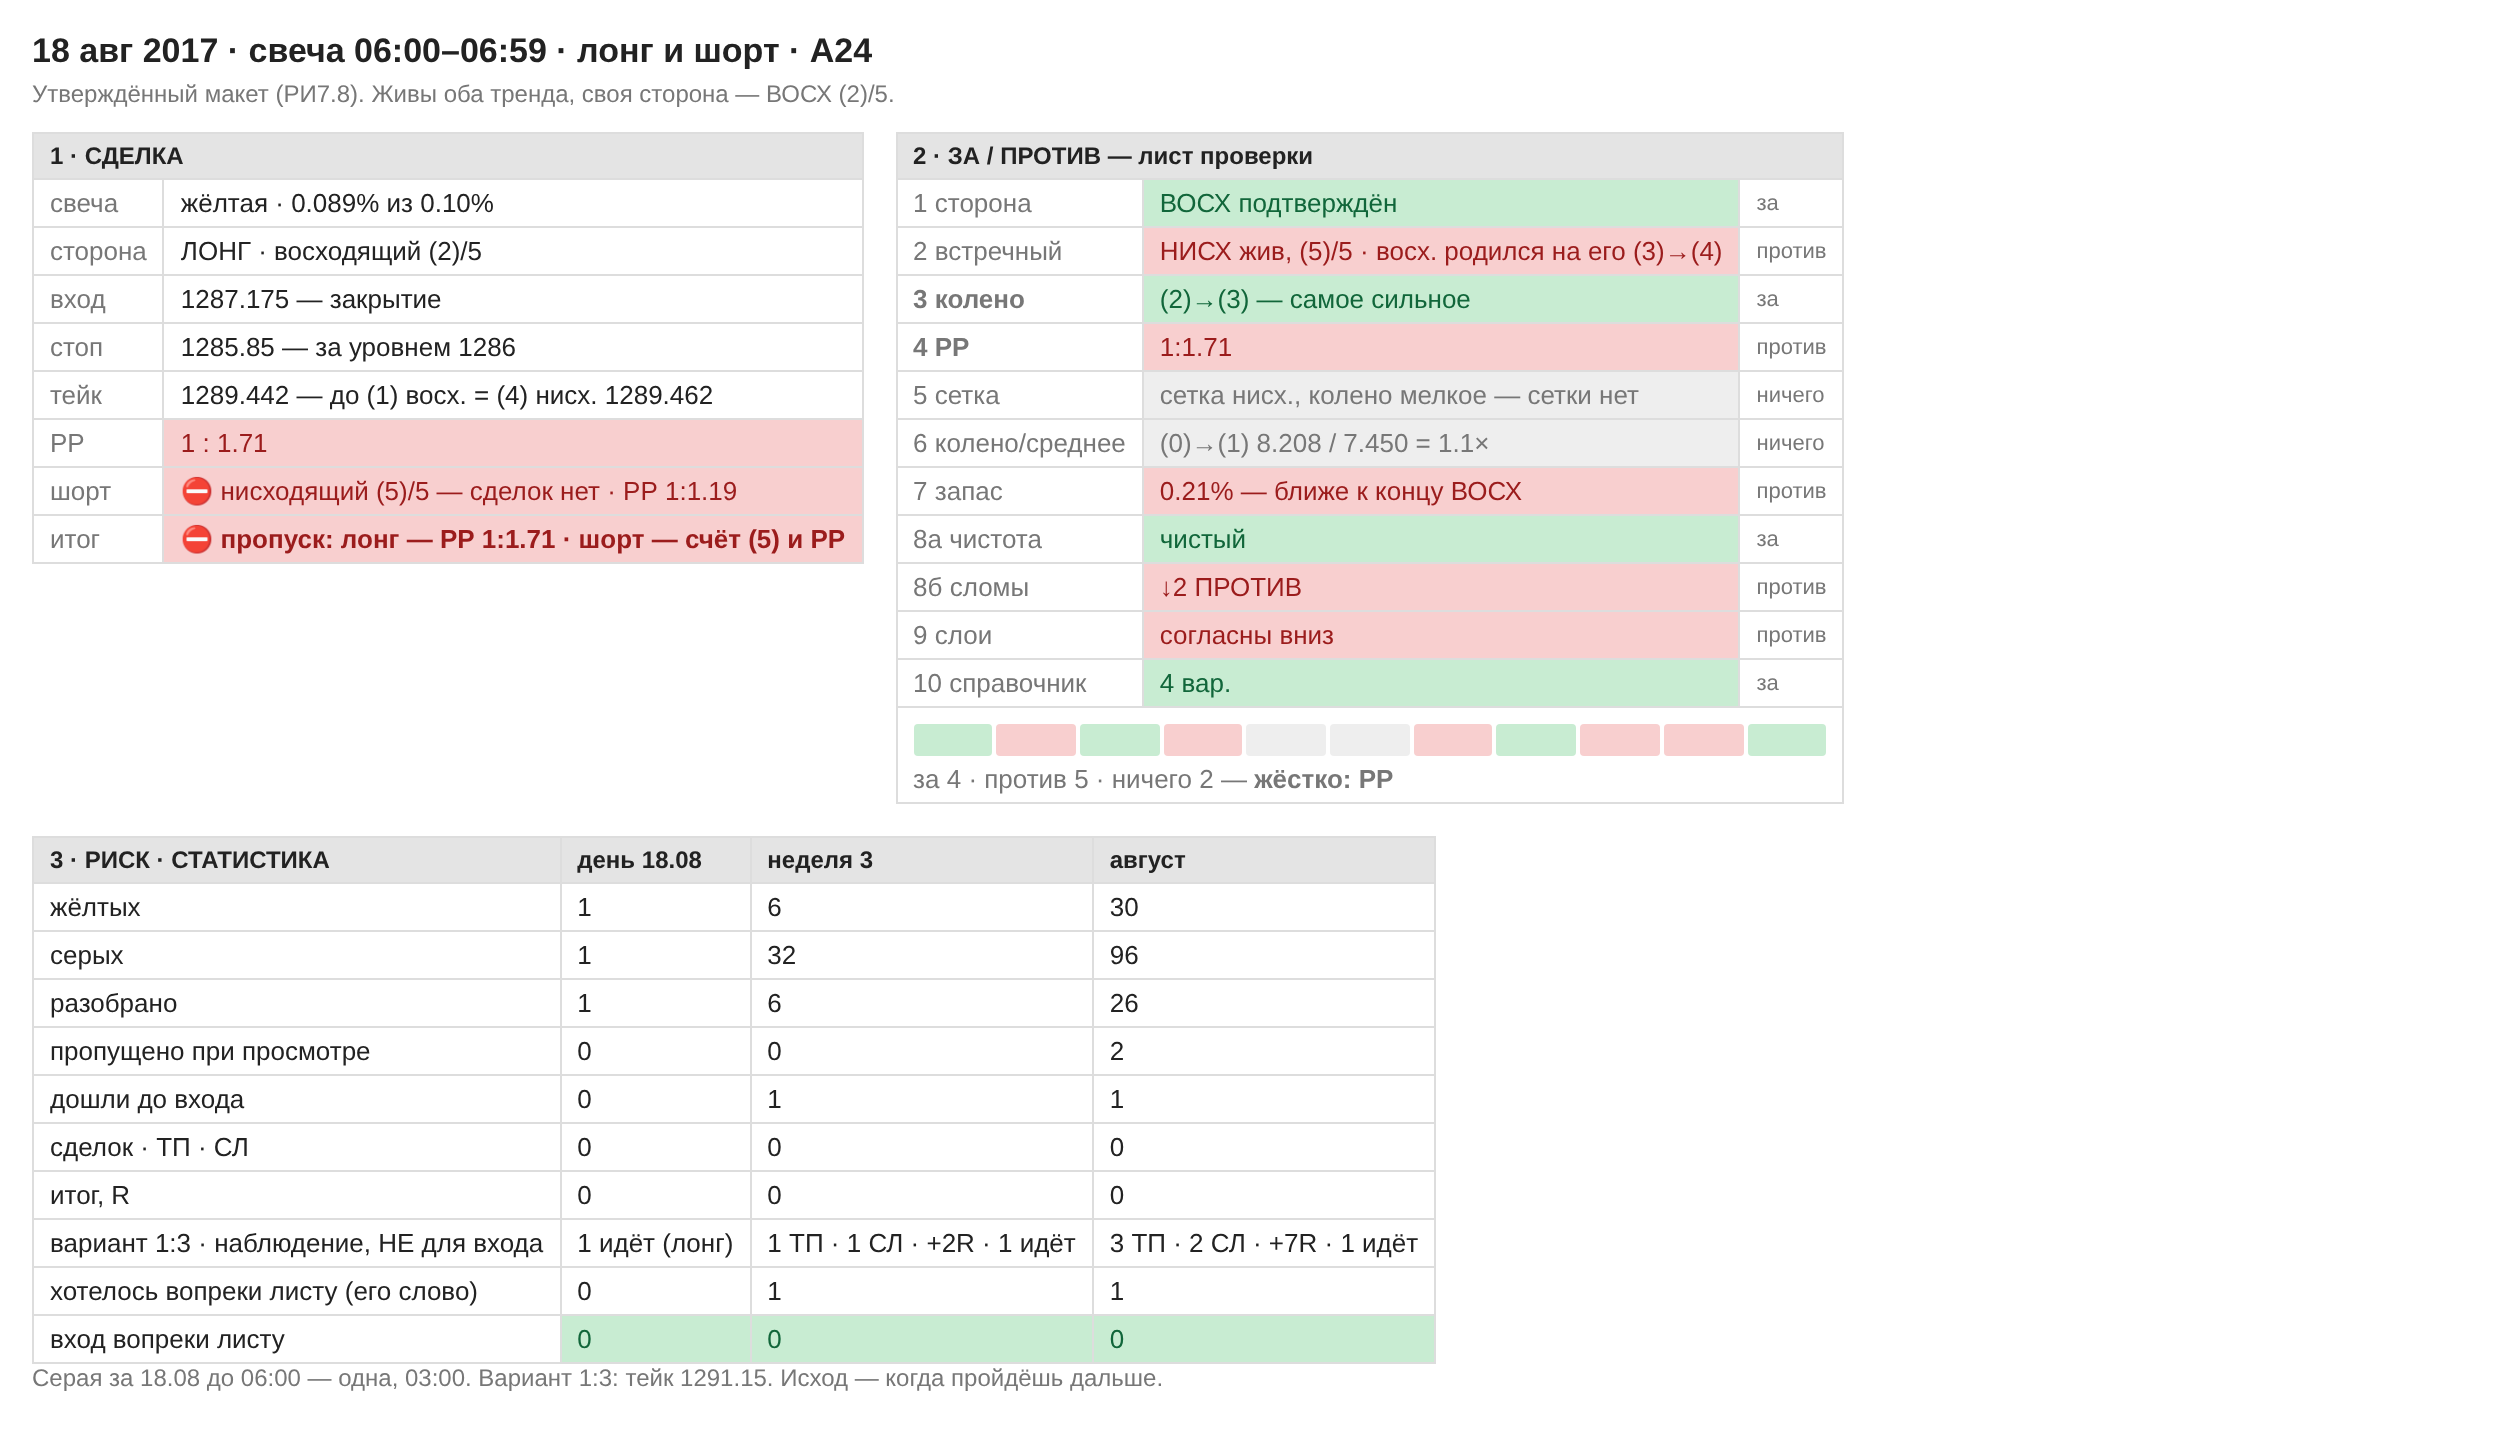 18 авг 2017 · свеча 06:00–06:59 · лонг и шорт · А24
Утверждённый макет (РИ7.8). Живы оба тренда, своя сторона — ВОСХ (2)/5.
1 · СДЕЛКА
свеча жёлтая · 0.089% из 0.10%
сторона ЛОНГ · восходящий (2)/5
вход 1287.175 — закрытие
стоп 1285.85 — за уровнем 1286
тейк 1289.442 — до (1) восх. = (4) нисх. 1289.462
РР 1 : 1.71
шорт ⛔ нисходящий (5)/5 — сделок нет · РР 1:1.19
итог ⛔ пропуск: лонг — РР 1:1.71 · шорт — счёт (5) и РР
2 · ЗА / ПРОТИВ — лист проверки
1 сторона ВОСХ подтверждён за
2 встречный НИСХ жив, (5)/5 · восх. родился на его (3)→(4) против
3 колено (2)→(3) — самое сильное за
4 РР 1:1.71 против
5 сетка сетка нисх., колено мелкое — сетки нет ничего
6 колено/среднее (0)→(1) 8.208 / 7.450 = 1.1× ничего
7 запас 0.21% — ближе к концу ВОСХ против
8а чистота чистый за
8б сломы ↓2 ПРОТИВ против
9 слои согласны вниз против
10 справочник 4 вар. за
за 4 · против 5 · ничего 2 — жёстко: РР
3 · РИСК · СТАТИСТИКА день 18.08 неделя 3 август
жёлтых 1 6 30
серых 1 32 96
разобрано 1 6 26
пропущено при просмотре 0 0 2
дошли до входа 0 1 1
сделок · ТП · СЛ 0 0 0
итог, R 0 0 0
вариант 1:3 · наблюдение, НЕ для входа 1 идёт (лонг) 1 ТП · 1 СЛ · +2R · 1 идёт 3 ТП · 2 СЛ · +7R · 1 идёт
хотелось вопреки листу (его слово) 0 1 1
вход вопреки листу 0 0 0
Серая за 18.08 до 06:00 — одна, 03:00. Вариант 1:3: тейк 1291.15. Исход — когда пройдёшь дальше.